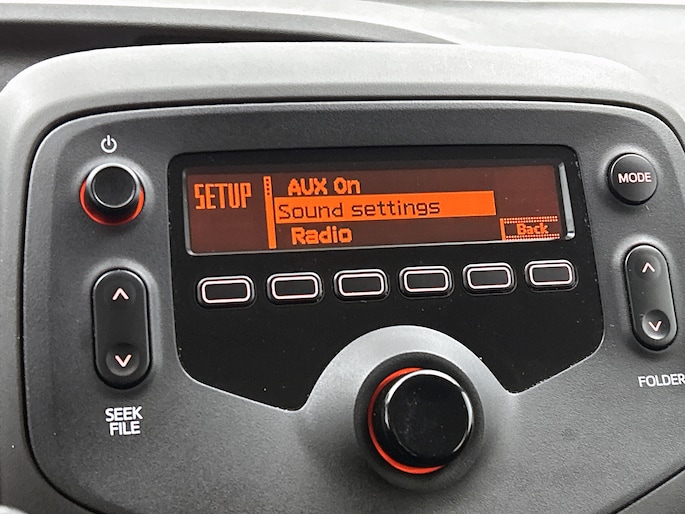 SETUP
AUX On
Sound settings
Radio
Back
MODE
SEEK
FILE
FOLDER